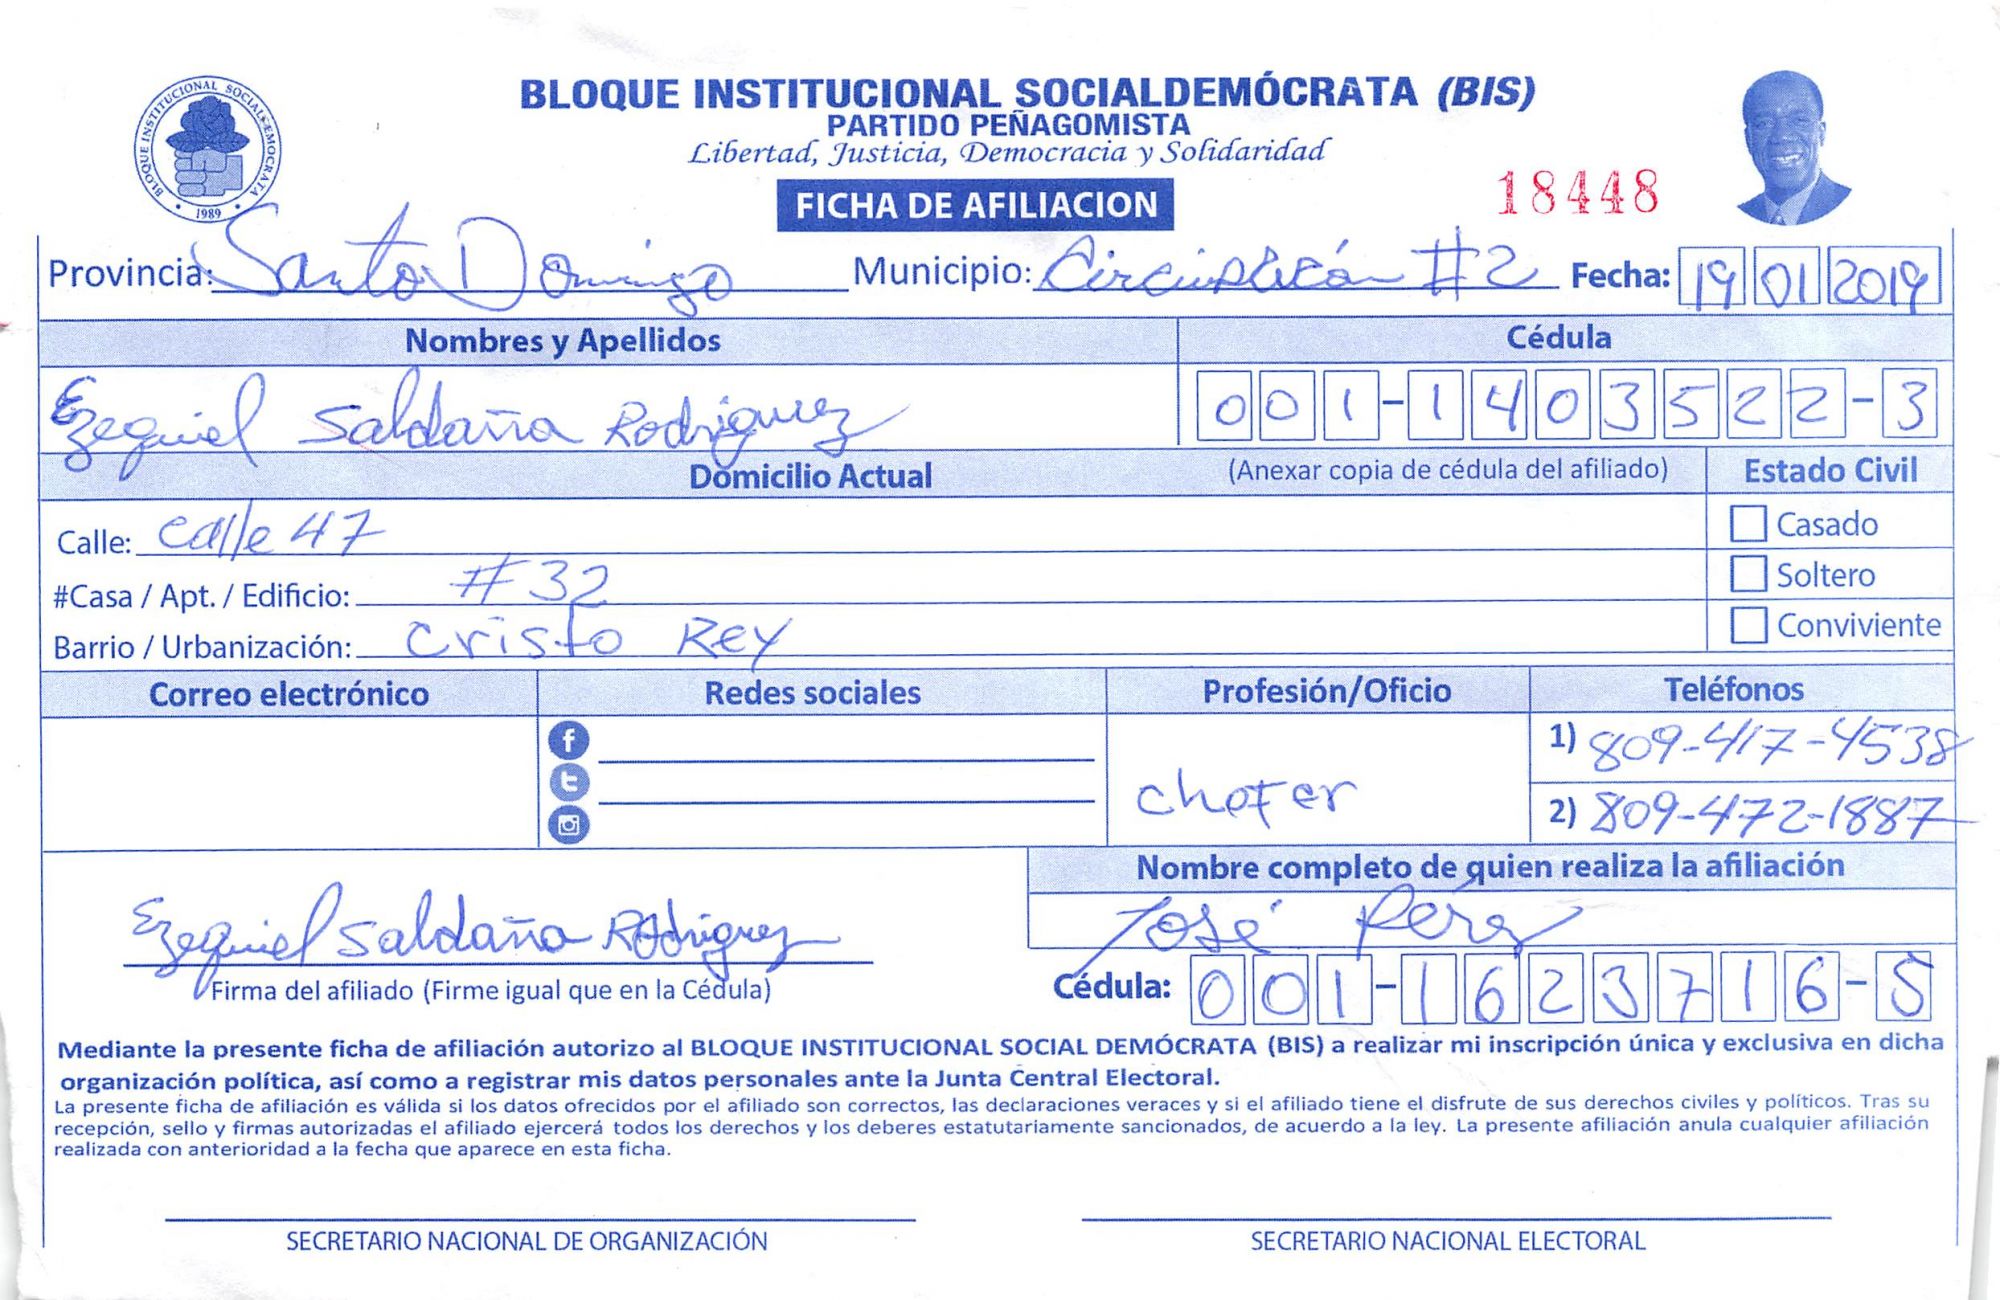 BLOQUE INSTITUCIONAL SOCIALDEMOCRATA
1989
BLOQUE INSTITUCIONAL SOCIALDEMÓCRATA (BIS)
PARTIDO PEÑAGOMISTA
Libertad, Justicia, Democracia y Solidaridad
FICHA DE AFILIACION
18448
Provincia: Santo Domingo Municipio: #2 Fecha: 19 01 2019
Nombres y Apellidos Cédula
Ezequiel Saldaña Rodriguez 001-1403522-3
Domicilio Actual (Anexar copia de cédula del afiliado) Estado Civil
Calle: calle 47 Casado
#Casa / Apt. / Edificio: #32 Soltero
Barrio / Urbanización: Cristo Rey Conviviente
Correo electrónico Redes sociales Profesión/Oficio Teléfonos
1) 809-417-4538
chofer
2) 809-472-1887
Nombre completo de quien realiza la afiliación
Ezequiel Saldaña Rodriguez José Pérez
Firma del afiliado (Firme igual que en la Cédula) Cédula: 001-1623716-5
Mediante la presente ficha de afiliación autorizo al BLOQUE INSTITUCIONAL SOCIAL DEMÓCRATA (BIS) a realizar mi inscripción única y exclusiva en dicha
organización política, así como a registrar mis datos personales ante la Junta Central Electoral.
La presente ficha de afiliación es válida si los datos ofrecidos por el afiliado son correctos, las declaraciones veraces y si el afiliado tiene el disfrute de sus derechos civiles y políticos. Tras su
recepción, sello y firmas autorizadas el afiliado ejercerá todos los derechos y los deberes estatutariamente sancionados, de acuerdo a la ley. La presente afiliación anula cualquier afiliación
realizada con anterioridad a la fecha que aparece en esta ficha.
SECRETARIO NACIONAL DE ORGANIZACIÓN SECRETARIO NACIONAL ELECTORAL